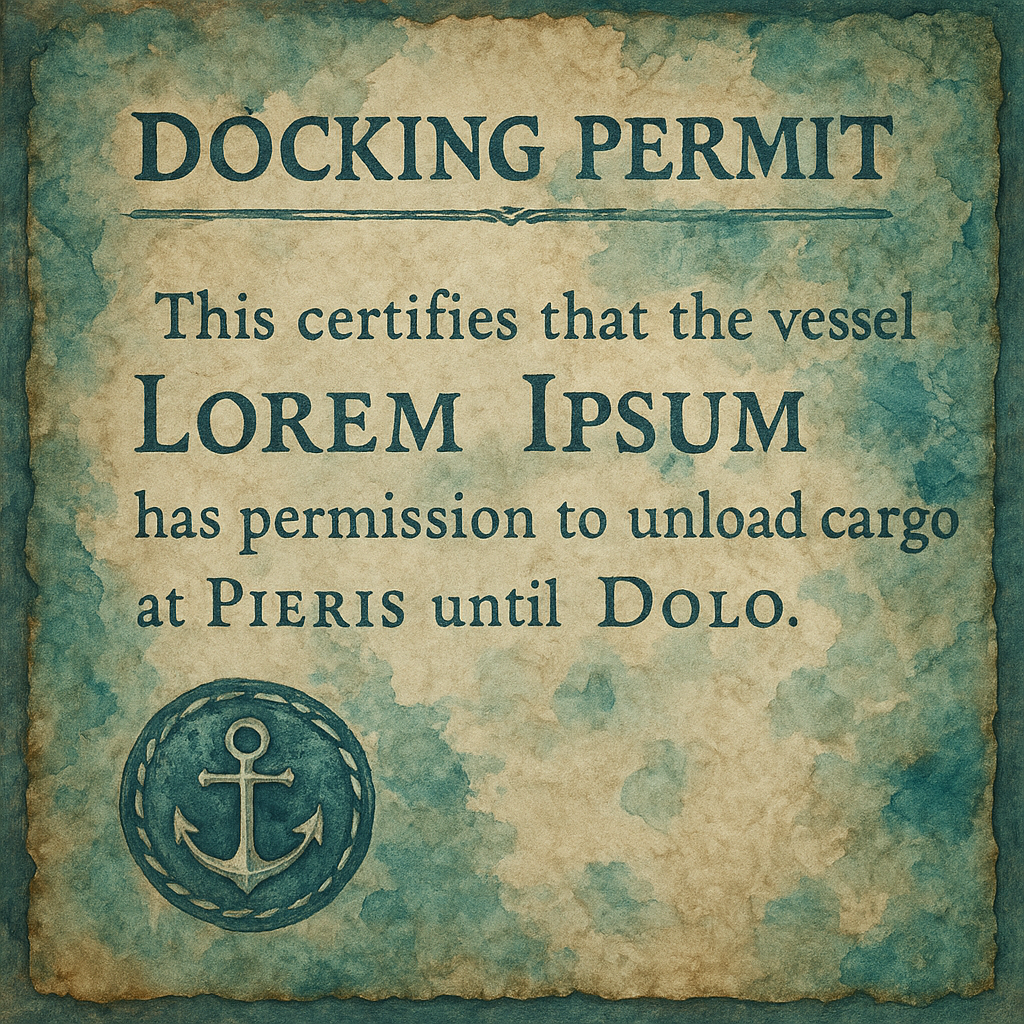 DOCKING PERMIT
This certifies that the vessel
LOREM IPSUM
has permission to unload cargo
at PIERIS until DOLO.